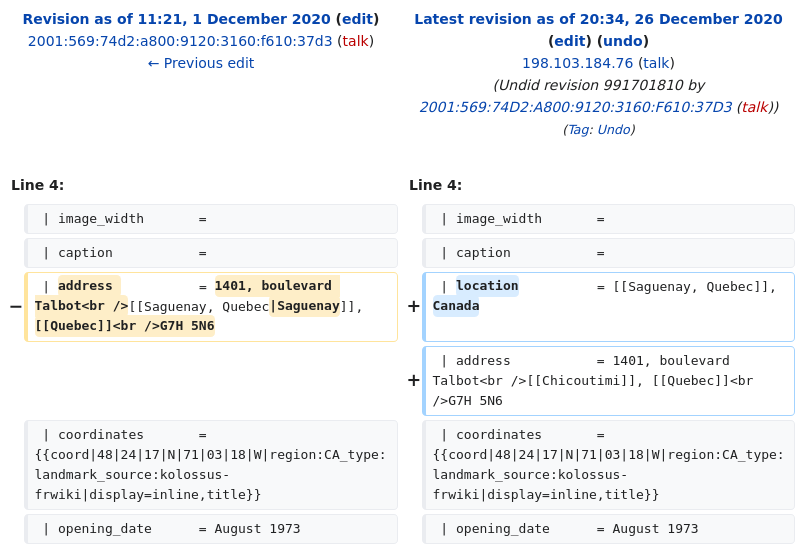 Revision as of 11:21, 1 December 2020 (edit)
2001:569:74d2:a800:9120:3160:f610:37d3 (talk)
← Previous edit
Latest revision as of 20:34, 26 December 2020
(edit) (undo)
198.103.184.76 (talk)
(Undid revision 991701810 by
2001:569:74D2:A800:9120:3160:F610:37D3 (talk))
(Tag: Undo)
Line 4:
Line 4:
| image_width       =
| image_width       =
| caption           =
| caption           =
−
| address           = 1401, boulevard
Talbot<br />[[Saguenay, Quebec|Saguenay]],
[[Quebec]]<br />G7H 5N6
+
| location          = [[Saguenay, Quebec]],
Canada
+
| address           = 1401, boulevard
Talbot<br />[[Chicoutimi]], [[Quebec]]<br
/>G7H 5N6
| coordinates       =
{{coord|48|24|17|N|71|03|18|W|region:CA_type:
landmark_source:kolossus-
frwiki|display=inline,title}}
| coordinates       =
{{coord|48|24|17|N|71|03|18|W|region:CA_type:
landmark_source:kolossus-
frwiki|display=inline,title}}
| opening_date      = August 1973
| opening_date      = August 1973